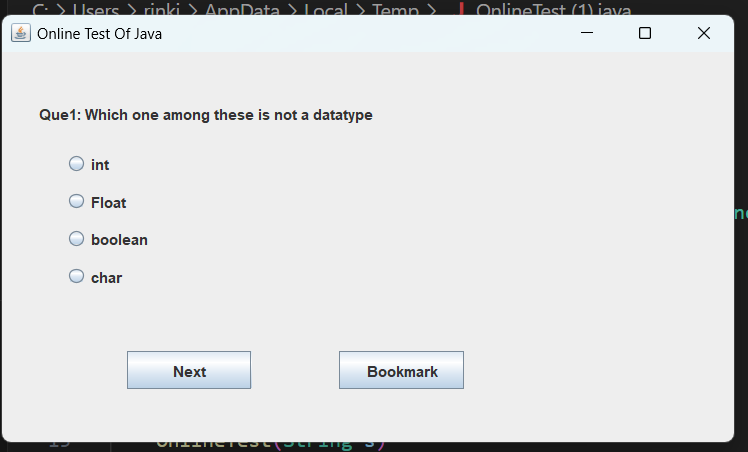 C: > Users > rinki > AppData > Local > Temp > J OnlineTest (1).java
Online Test Of Java
Que1: Which one among these is not a datatype
int
Float
boolean
char
Next
Bookmark
OnlineTest(String s)